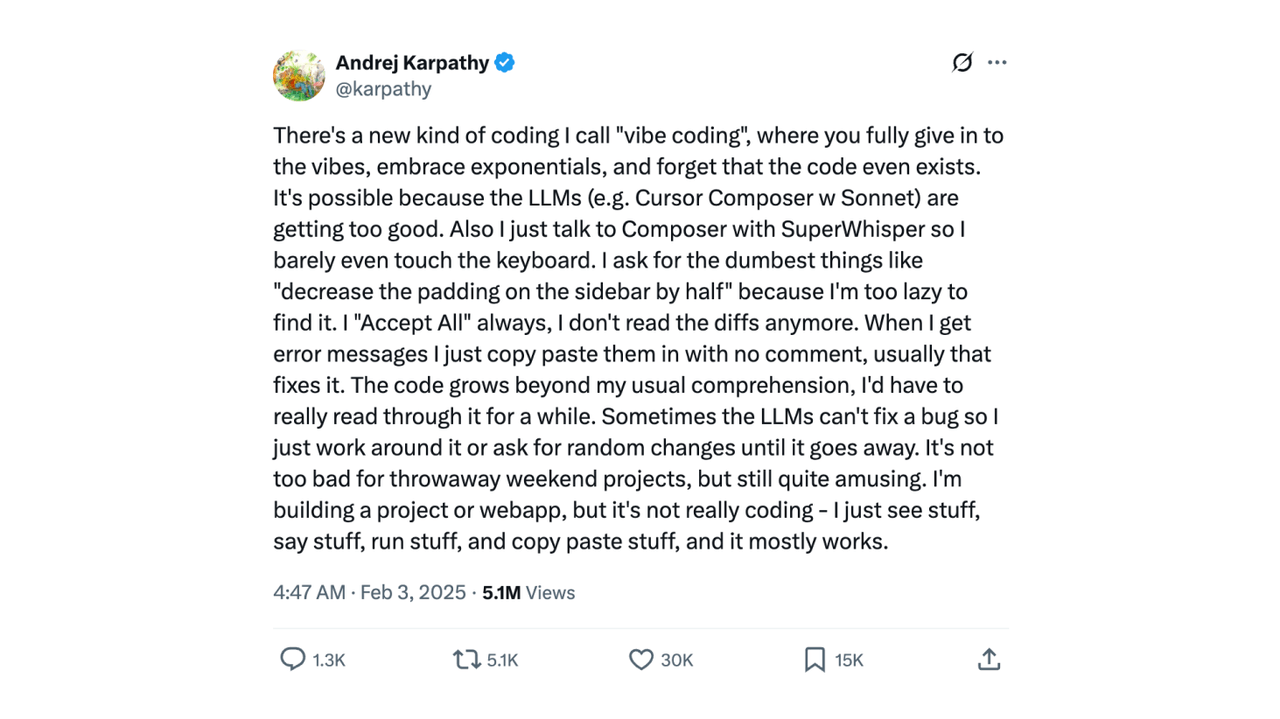 Andrej Karpathy
@karpathy
There's a new kind of coding I call "vibe coding", where you fully give in to
the vibes, embrace exponentials, and forget that the code even exists.
It's possible because the LLMs (e.g. Cursor Composer w Sonnet) are
getting too good. Also I just talk to Composer with SuperWhisper so I
barely even touch the keyboard. I ask for the dumbest things like
"decrease the padding on the sidebar by half" because I'm too lazy to
find it. I "Accept All" always, I don't read the diffs anymore. When I get
error messages I just copy paste them in with no comment, usually that
fixes it. The code grows beyond my usual comprehension, I'd have to
really read through it for a while. Sometimes the LLMs can't fix a bug so I
just work around it or ask for random changes until it goes away. It's not
too bad for throwaway weekend projects, but still quite amusing. I'm
building a project or webapp, but it's not really coding - I just see stuff,
say stuff, run stuff, and copy paste stuff, and it mostly works.
4:47 AM · Feb 3, 2025 · 5.1M Views
1.3K 5.1K 30K 15K